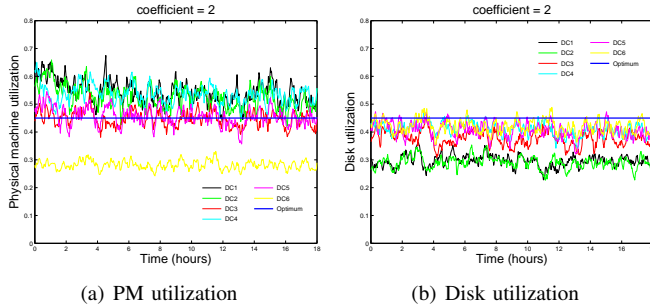 coefficient = 2
Physical machine utilization
0.8
0.7
0.6
0.5
0.4
0.3
0.2
0.1
0
DC1
DC2
DC3
DC4
DC5
DC6
Optimum
0 2 4 6 8 10 12 14 16 18
Time (hours)
(a) PM utilization
coefficient = 2
Disk utilization
0.8
0.7
0.6
0.5
0.4
0.3
0.2
0.1
0
DC1
DC2
DC3
DC4
DC5
DC6
Optimum
0 2 4 6 8 10 12 14 16
Time (hours)
(b) Disk utilization